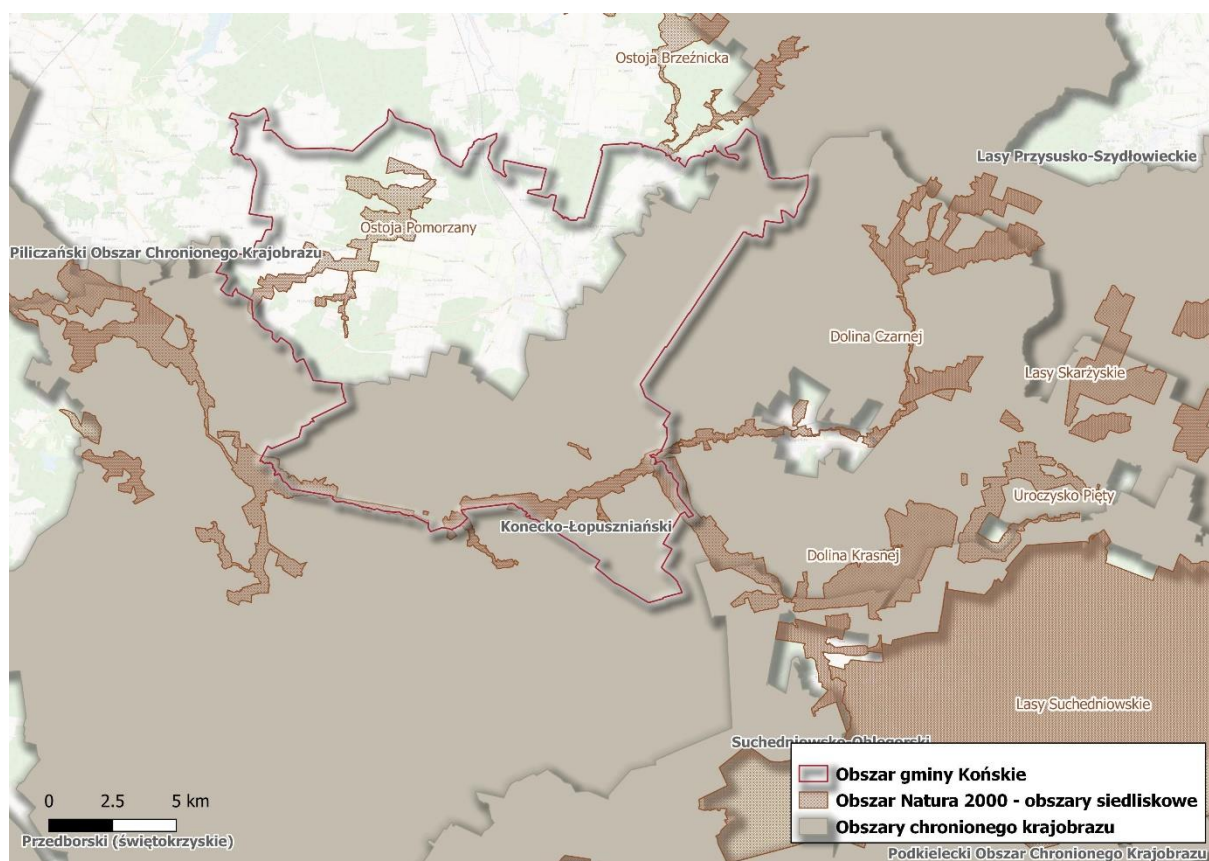 Ostoja Brzeźnicka
Lasy Przysusko-Szydłowieckie
Ostoja Pomorzany
Piliczański Obszar Chronionego Krajobrazu
Dolina Czarnej
Lasy Skarżyskie
Uroczysko Pięty
Konecko-Łopuszniański
Dolina Krasnej
Lasy Suchedniowskie
Suchedniowsko-Oblęgorski
Obszar gminy Końskie
Obszar Natura 2000 - obszary siedliskowe
Obszary chronionego krajobrazu
0 2.5 5 km
Przedborski (świętokrzyskie)
Podkielecki Obszar Chronionego Krajobrazu